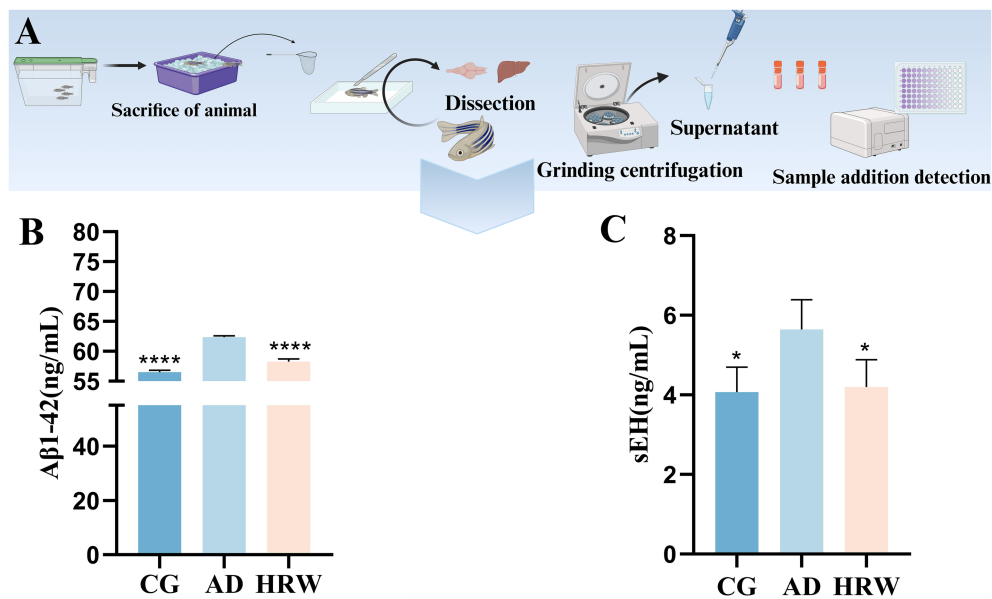 A
Sacrifice of animal
Dissection
Grinding centrifugation
Supernatant
Sample addition detection
B
Aβ1-42(ng/mL)
80
75
70
65
60
55
40
20
0
****
****
CG AD HRW
C
sEH(ng/mL)
8
6
4
2
0
*
*
CG AD HRW